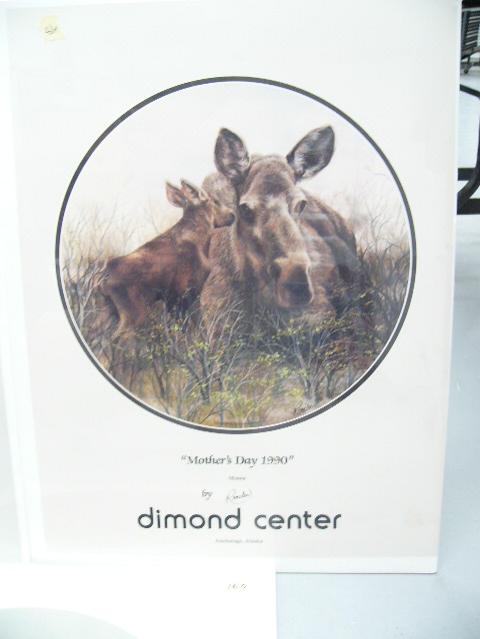 "Mother's Day 1990"
Moose
by
dimond center
Anchorage, Alaska